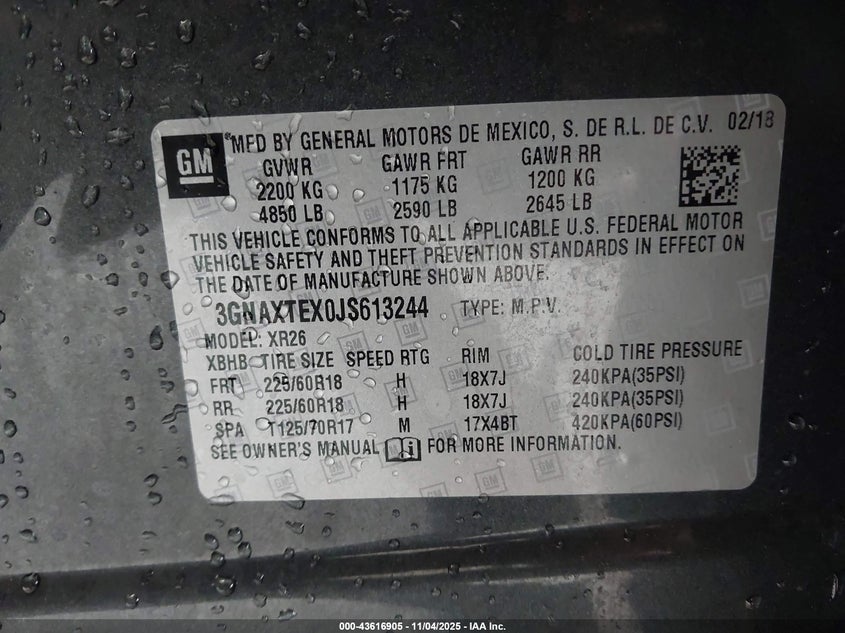 GM
®MFD BY GENERAL MOTORS DE MEXICO, S. DE R.L. DE C.V. 02/18
GVWR GAWR FRT GAWR RR
2200 KG 1175 KG 1200 KG
4850 LB 2590 LB 2645 LB
THIS VEHICLE CONFORMS TO ALL APPLICABLE U.S. FEDERAL MOTOR
VEHICLE SAFETY AND THEFT PREVENTION STANDARDS IN EFFECT ON
THE DATE OF MANUFACTURE SHOWN ABOVE.
3GNAXTEX0JS613244 TYPE: M.P.V.
MODEL: XR26
XBHB TIRE SIZE SPEED RTG RIM COLD TIRE PRESSURE
FRT 225/60R18 H 18X7J 240KPA(35PSI)
RR 225/60R18 H 18X7J 240KPA(35PSI)
SPA T125/70R17 M 17X4BT 420KPA(60PSI)
SEE OWNER'S MANUAL FOR MORE INFORMATION.
000-43616905 - 11/04/2025 - IAA Inc.